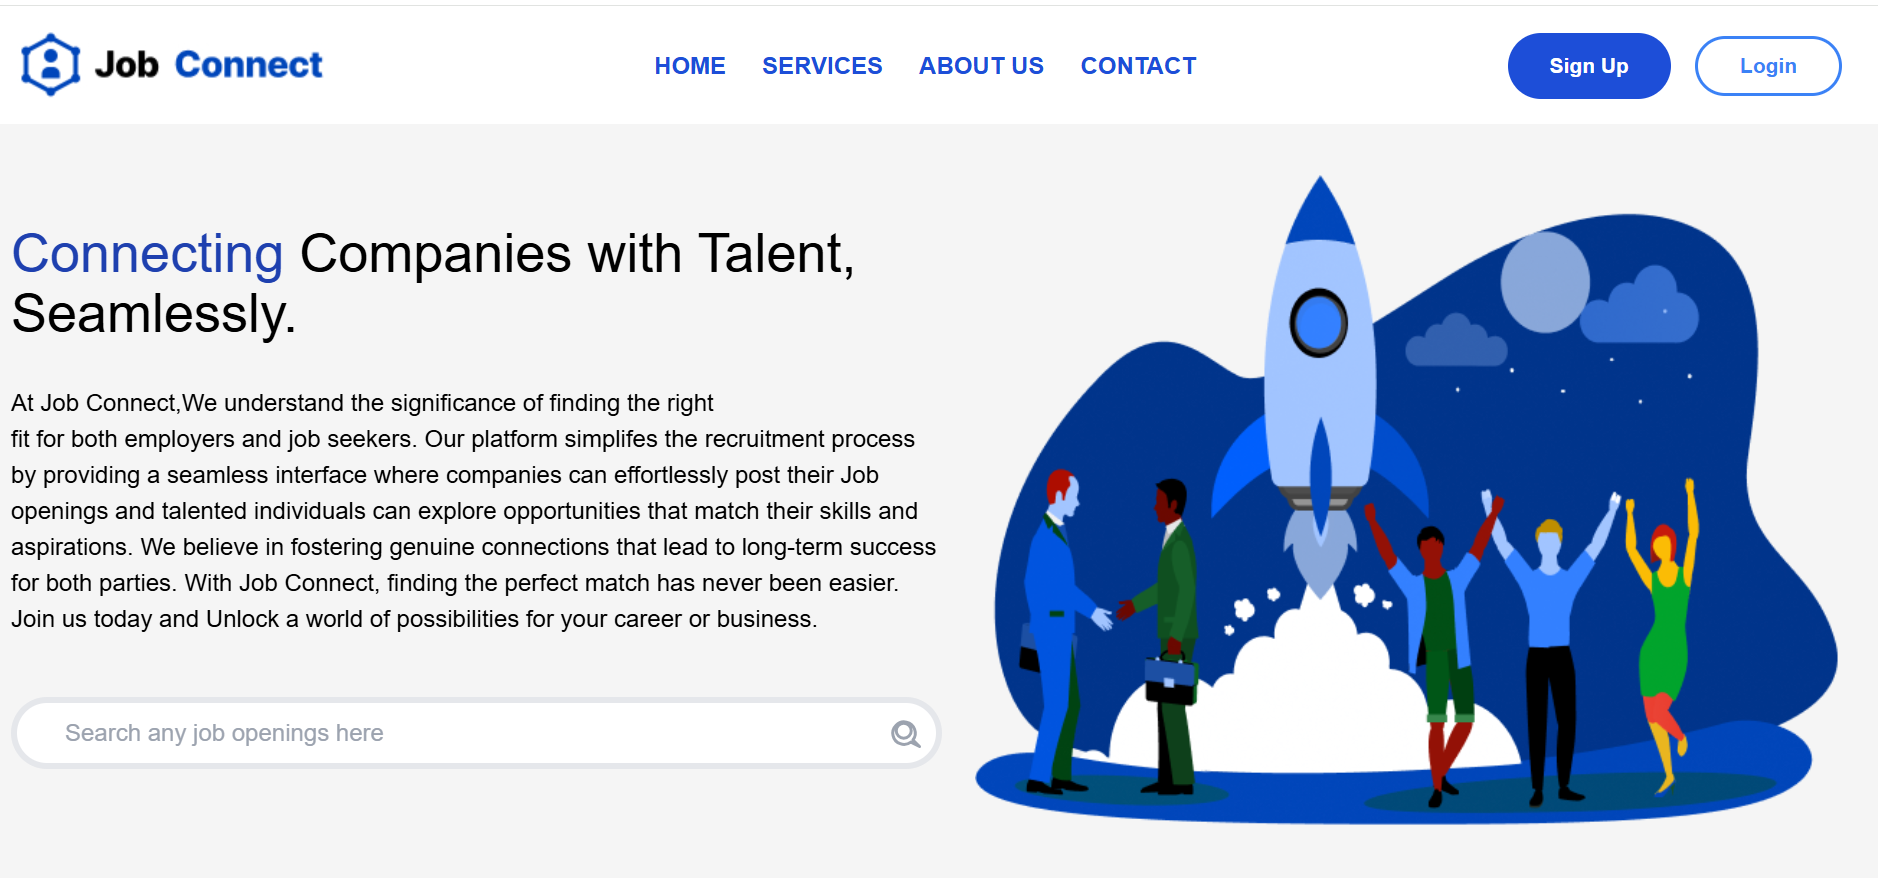 Job Connect
HOME SERVICES ABOUT US CONTACT
Sign Up Login
Connecting Companies with Talent,
Seamlessly.
At Job Connect,We understand the significance of finding the right
fit for both employers and job seekers. Our platform simplifes the recruitment process
by providing a seamless interface where companies can effortlessly post their Job
openings and talented individuals can explore opportunities that match their skills and
aspirations. We believe in fostering genuine connections that lead to long-term success
for both parties. With Job Connect, finding the perfect match has never been easier.
Join us today and Unlock a world of possibilities for your career or business.
Search any job openings here